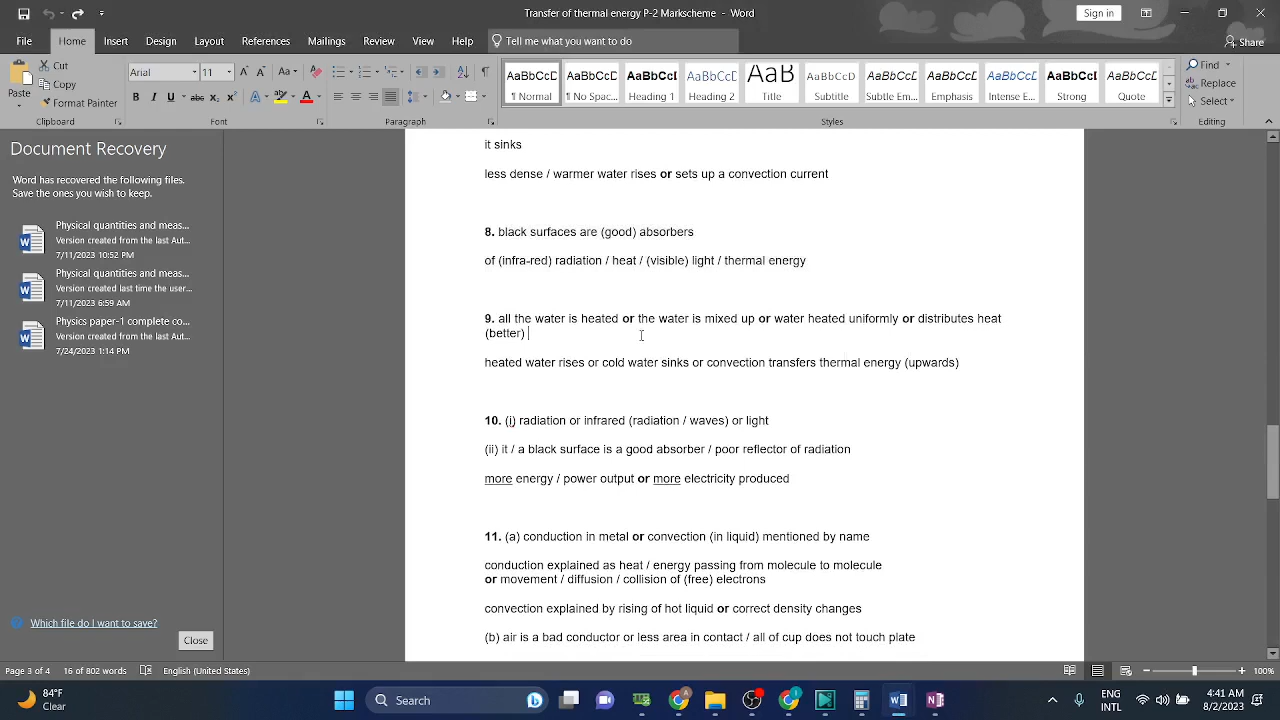 Transfer of thermal energy P-2 Markscheme - Word
Sign in
File Home Insert Design Layout References Mailings Review View Help Tell me what you want to do
Share
Paste
Cut
Copy
Format Painter
Clipboard
Arial 11
Font
Paragraph
AaBbCcD ¶ Normal
AaBbCcD ¶ No Spac...
AaBbCcI Heading 1
AaBbCcD Heading 2
AaB Title
AaBbCcD Subtitle
AaBbCcD Subtle Em...
AaBbCcD Emphasis
AaBbCcD Intense E...
AaBbCcD Strong
AaBbCcD Quote
Styles
Find
Replace
Select
Editing
Document Recovery
Word has recovered the following files.
Save the ones you wish to keep.
Physical quantities and meas...
Version created from the last Aut...
7/11/2023 10:52 PM
Physical quantities and meas...
Version created last time the user...
7/11/2023 6:59 AM
Physics paper-1 complete co...
Version created from the last Aut...
7/24/2023 1:14 PM
Which file do I want to save?
Close
it sinks
less dense / warmer water rises or sets up a convection current
8. black surfaces are (good) absorbers
of (infra-red) radiation / heat / (visible) light / thermal energy
9. all the water is heated or the water is mixed up or water heated uniformly or distributes heat
(better)
heated water rises or cold water sinks or convection transfers thermal energy (upwards)
10. (i) radiation or infrared (radiation / waves) or light
(ii) it / a black surface is a good absorber / poor reflector of radiation
more energy / power output or more electricity produced
11. (a) conduction in metal or convection (in liquid) mentioned by name
conduction explained as heat / energy passing from molecule to molecule
or movement / diffusion / collision of (free) electrons
convection explained by rising of hot liquid or correct density changes
(b) air is a bad conductor or less area in contact / all of cup does not touch plate
Page 3 of 4 16 of 802 words English (United States)
100%
84°F
Clear
Search
ENG
INTL
4:41 AM
8/2/2023